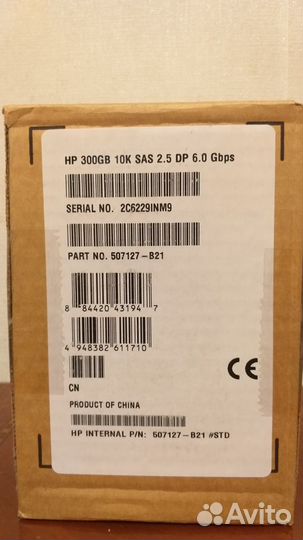 HP 300GB 10K SAS 2.5 DP 6.0 Gbps
SERIAL NO. 2C6229INM9
PART NO. 507127-B21
8 84420 43194 7
4 948382 611710
CE
CN
PRODUCT OF CHINA
HP INTERNAL P/N: 507127-B21 #STD
Avito